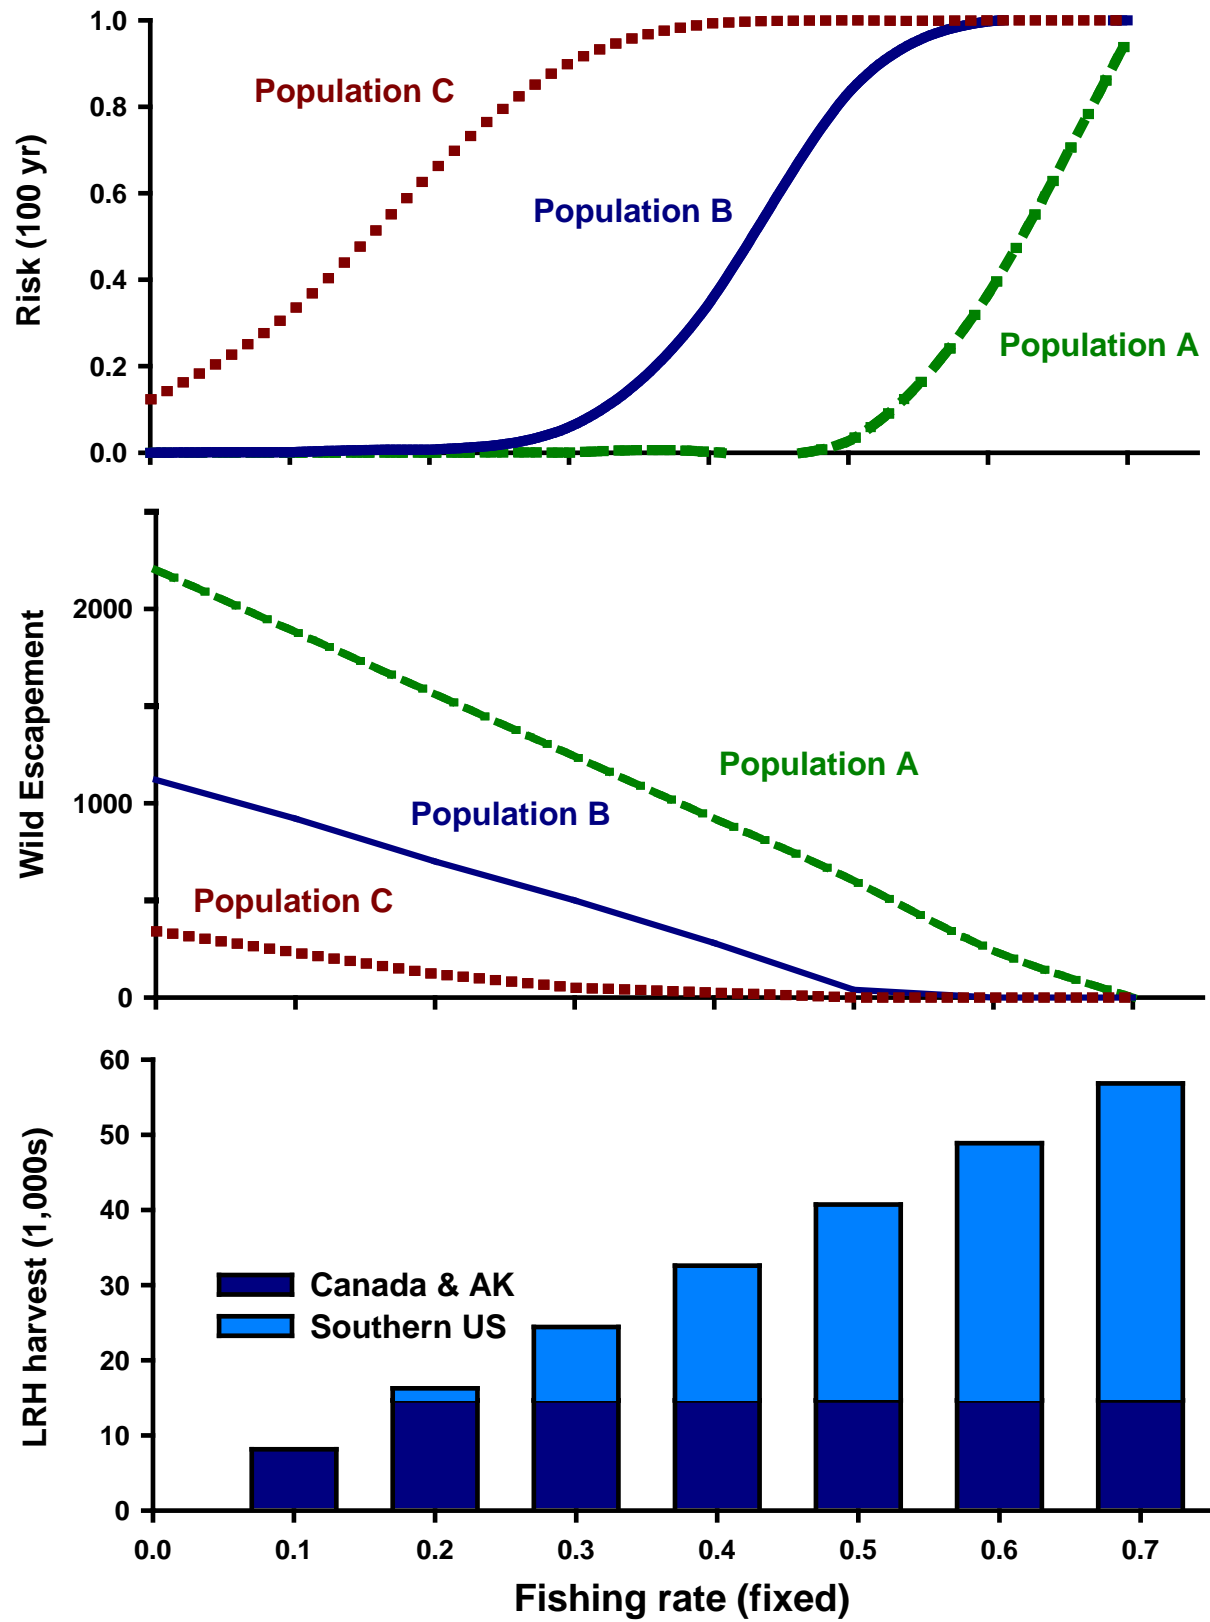 1.0
0.8
0.6
0.4
0.2
0.0
Risk (100 yr)
Population C
Population B
Population A
2000
1000
0
Wild Escapement
Population A
Population B
Population C
60
50
40
30
20
10
0
LRH harvest (1,000s)
Canada & AK
Southern US
0.0 0.1 0.2 0.3 0.4 0.5 0.6 0.7
Fishing rate (fixed)